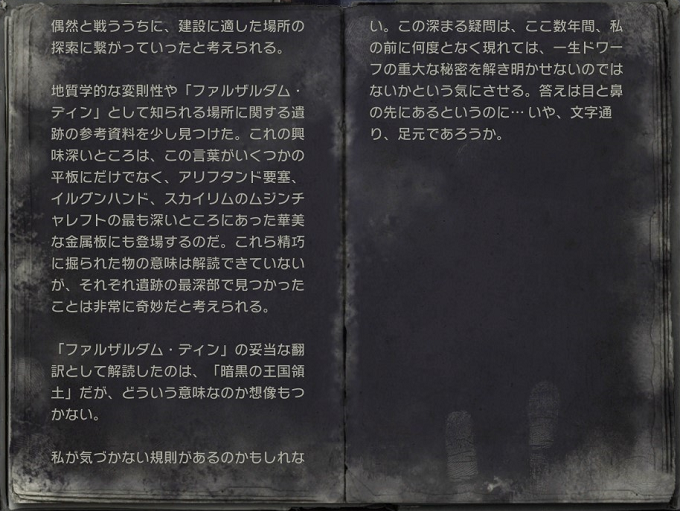 偶然と戦ううちに、建設に適した場所の
探索に繋がっていったと考えられる。
地質学的な変則性や「ファルザルダム・
ディン」として知られる場所に関する遺
跡の参考資料を少し見つけた。これの興
味深いところは、この言葉がいくつかの
平板にだけでなく、アリフタンド要塞、
イルグンハンド、スカイリムのムジンチ
ャレフトの最も深いところにあった華美
な金属板にも登場するのだ。これら精巧
に掘られた物の意味は解読できていない
が、それぞれ遺跡の最深部で見つかった
ことは非常に奇妙だと考えられる。
「ファルザルダム・ディン」の妥当な翻
訳として解読したのは、「暗黒の王国領
土」だが、どういう意味なのか想像もつ
かない。
私が気づかない規則があるのかもしれな
い。この深まる疑問は、ここ数年間、私
の前に何度となく現れては、一生ドワー
フの重大な秘密を解き明かせないのでは
ないかという気にさせる。答えは目と鼻
の先にあるというのに… いや、文字通
り、足元であろうか。